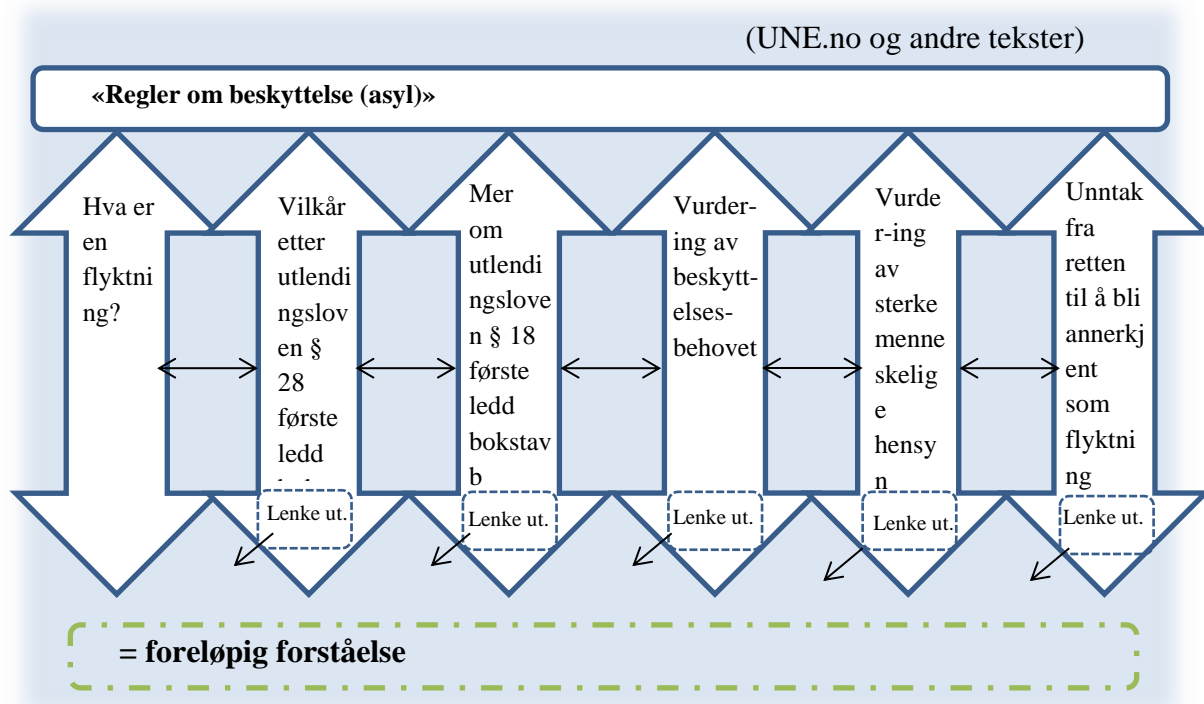 (UNE.no og andre tekster)
«Regler om beskyttelse (asyl)»
Hva er
en
flyktni
ng?
Vilkår
etter
utlendi
ngslov
en §
28
første
ledd
Mer
om
utlendi
ngslove
n § 18
første
ledd
bokstav
b
Vurder-
ing av
beskytt-
elses-
behovet
Vurde
r-ing
av
sterke
menne
skelig
e
hensy
n
Unntak
fra
retten
til å bli
annerkj
ent
som
flyktni
ng
Lenke ut.
Lenke ut.
Lenke ut.
Lenke ut.
Lenke ut.
= foreløpig forståelse